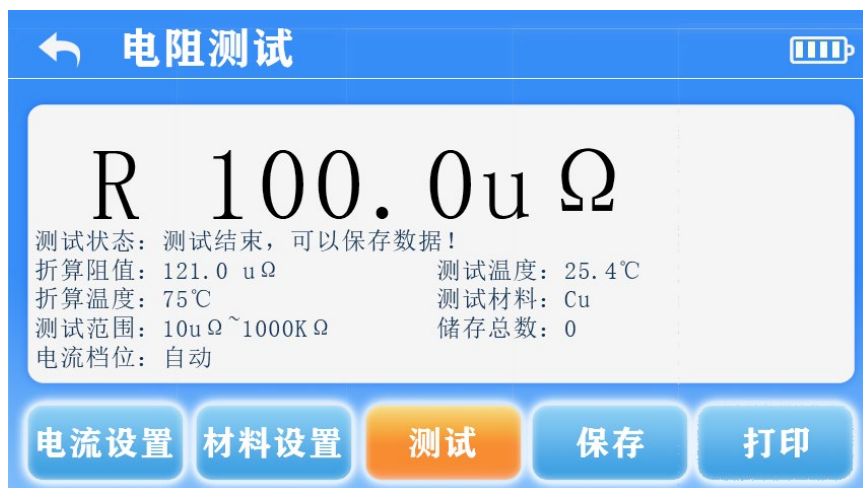 电阻测试
R 100.0uΩ
测试状态：测试结束，可以保存数据！
折算阻值：121.0 uΩ 测试温度：25.4℃
折算温度：75℃ 测试材料：Cu
测试范围：10uΩ~1000KΩ 储存总数：0
电流档位：自动
电流设置 材料设置 测试 保存 打印